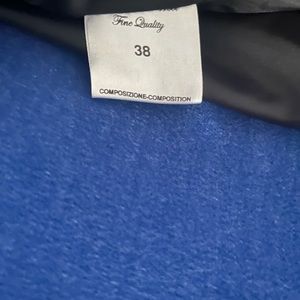 Fine Quality
38
COMPOSIZIONE-COMPOSITION